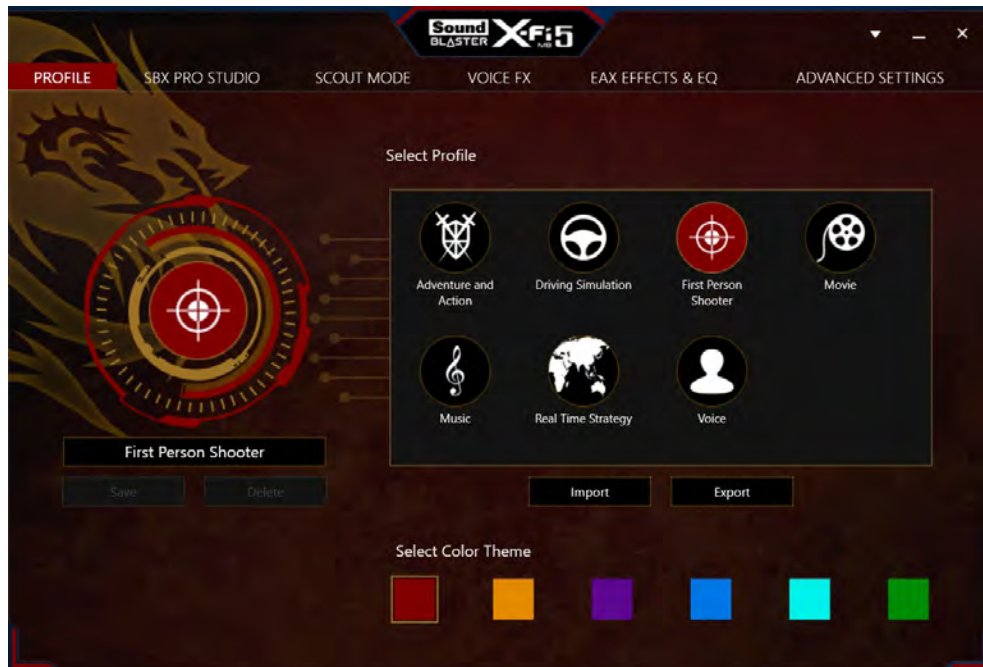 Sound BLASTER X-Fi MB 5
PROFILE SBX PRO STUDIO SCOUT MODE VOICE FX EAX EFFECTS & EQ ADVANCED SETTINGS
Select Profile
Adventure and Action
Driving Simulation
First Person Shooter
Movie
Music
Real Time Strategy
Voice
First Person Shooter
Save Delete
Import Export
Select Color Theme